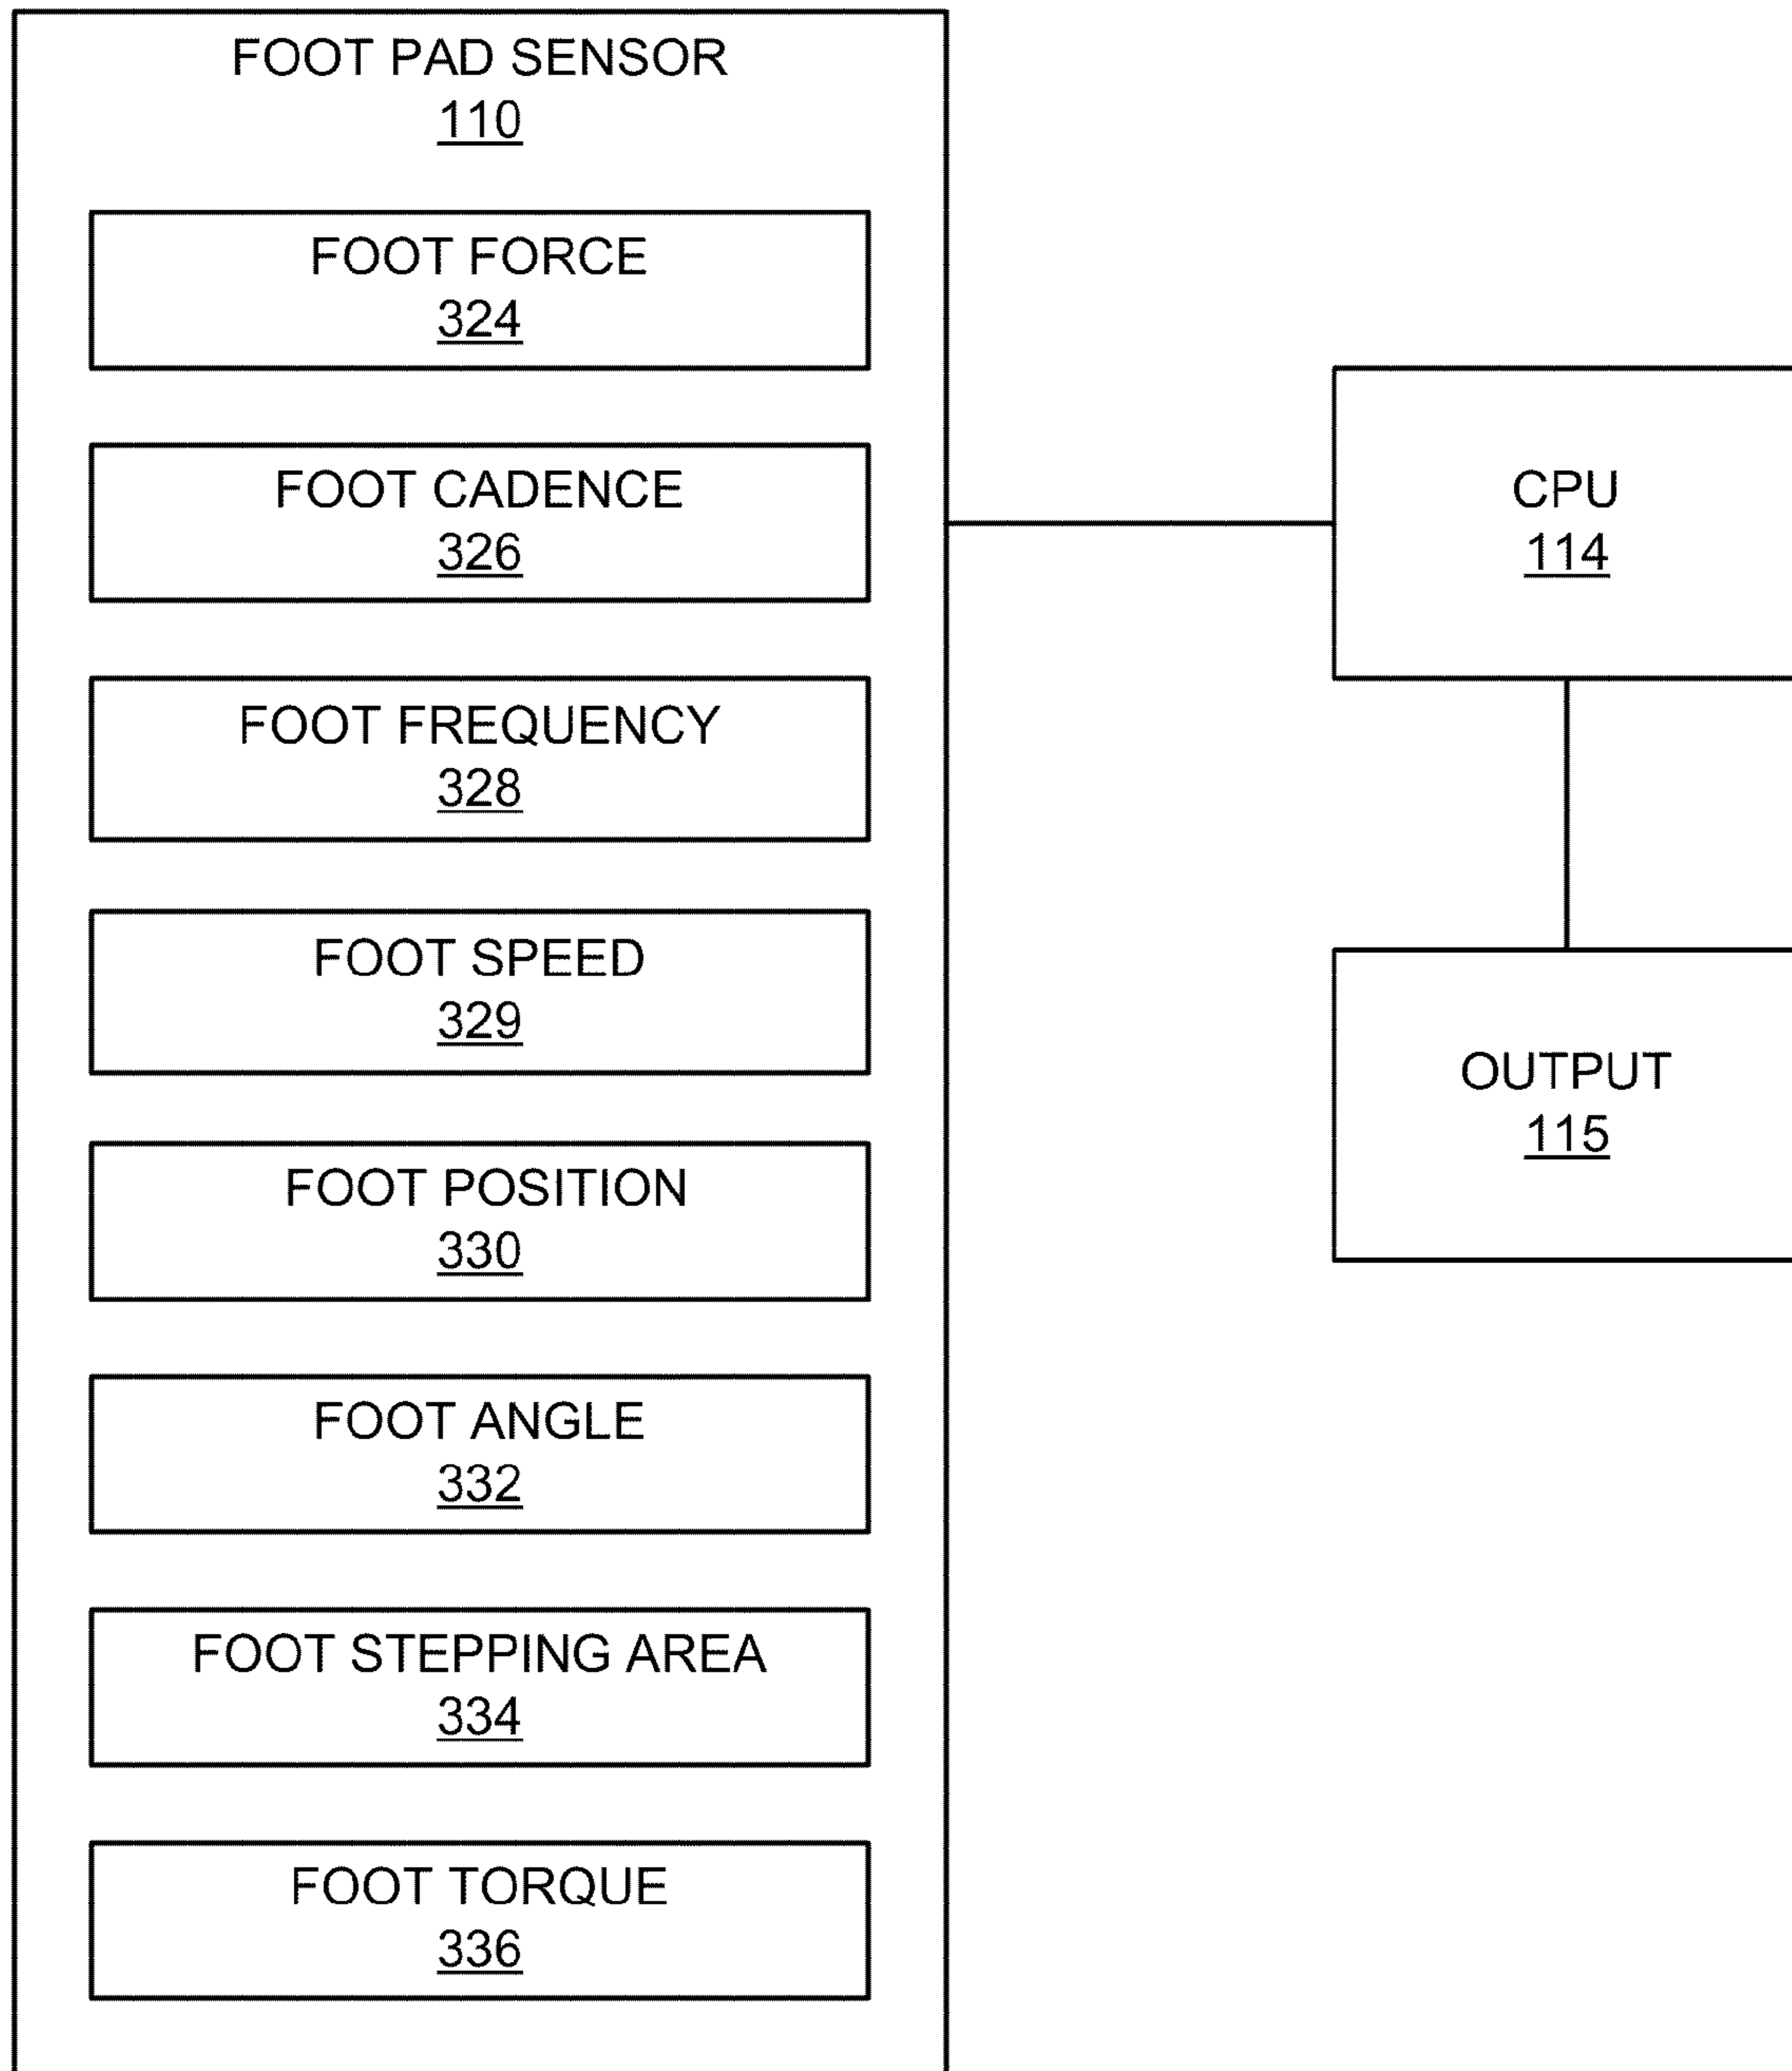 FOOT PAD SENSOR
110
FOOT FORCE
324
FOOT CADENCE
326
FOOT FREQUENCY
328
FOOT SPEED
329
FOOT POSITION
330
FOOT ANGLE
332
FOOT STEPPING AREA
334
FOOT TORQUE
336
CPU
114
OUTPUT
115